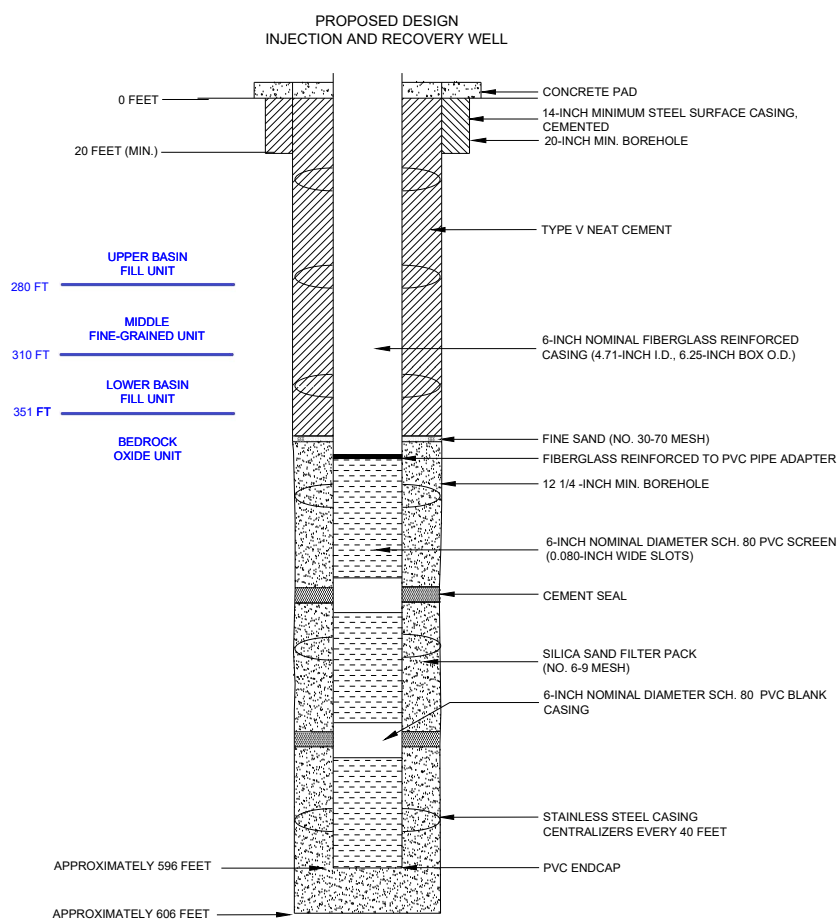 PROPOSED DESIGN
INJECTION AND RECOVERY WELL
CONCRETE PAD
0 FEET
14-INCH MINIMUM STEEL SURFACE CASING,
CEMENTED
20-INCH MIN. BOREHOLE
20 FEET (MIN.)
TYPE V NEAT CEMENT
UPPER BASIN
FILL UNIT
280 FT
MIDDLE
FINE-GRAINED UNIT
310 FT
6-INCH NOMINAL FIBERGLASS REINFORCED
CASING (4.71-INCH I.D., 6.25-INCH BOX O.D.)
LOWER BASIN
FILL UNIT
351 FT
BEDROCK
OXIDE UNIT
FINE SAND (NO. 30-70 MESH)
FIBERGLASS REINFORCED TO PVC PIPE ADAPTER
12 1/4 -INCH MIN. BOREHOLE
6-INCH NOMINAL DIAMETER SCH. 80 PVC SCREEN
(0.080-INCH WIDE SLOTS)
CEMENT SEAL
SILICA SAND FILTER PACK
(NO. 6-9 MESH)
6-INCH NOMINAL DIAMETER SCH. 80 PVC BLANK
CASING
STAINLESS STEEL CASING
CENTRALIZERS EVERY 40 FEET
APPROXIMATELY 596 FEET
PVC ENDCAP
APPROXIMATELY 606 FEET